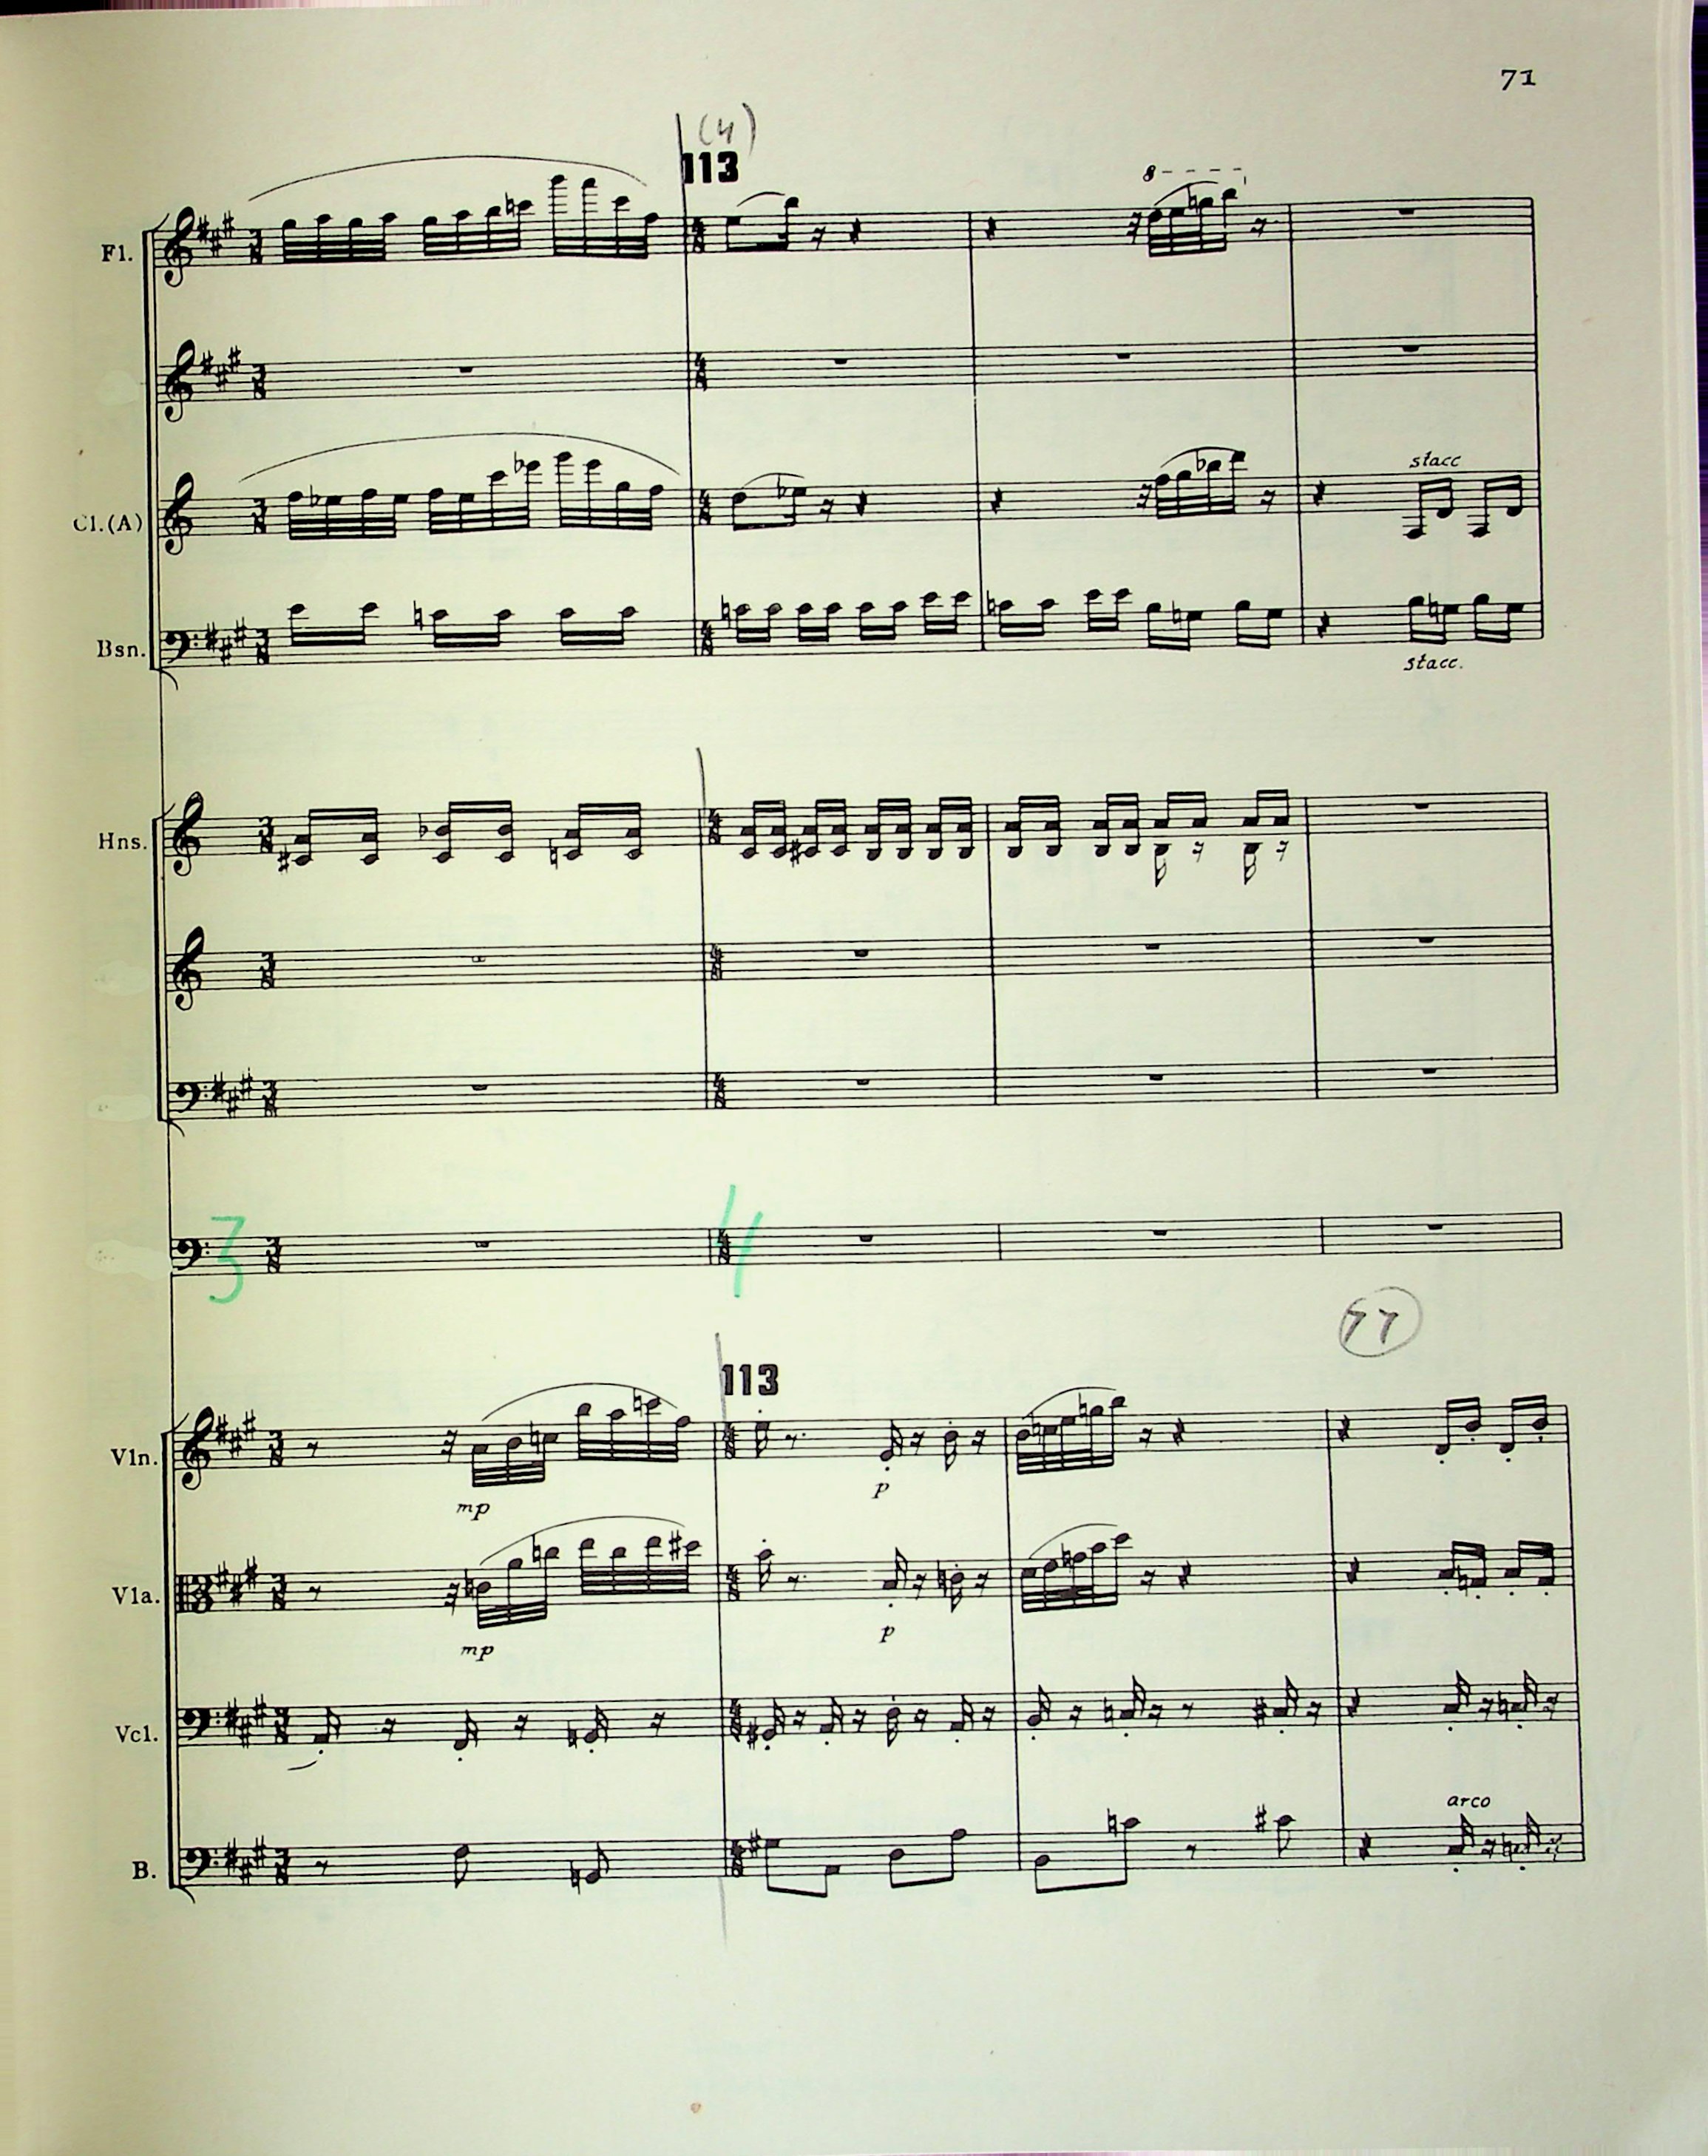 71
(4)
113
8
Fl.
Cl.(A)
stacc
Bsn.
stacc.
Hns.
3 4
113
Vln.
mp
p
Vla.
mp
p
Vcl.
arco
B.